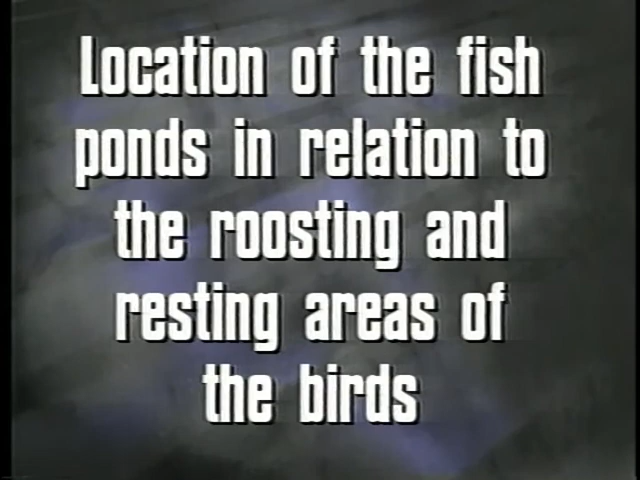 Location of the fish
ponds in relation to
the roosting and
resting areas of
the birds